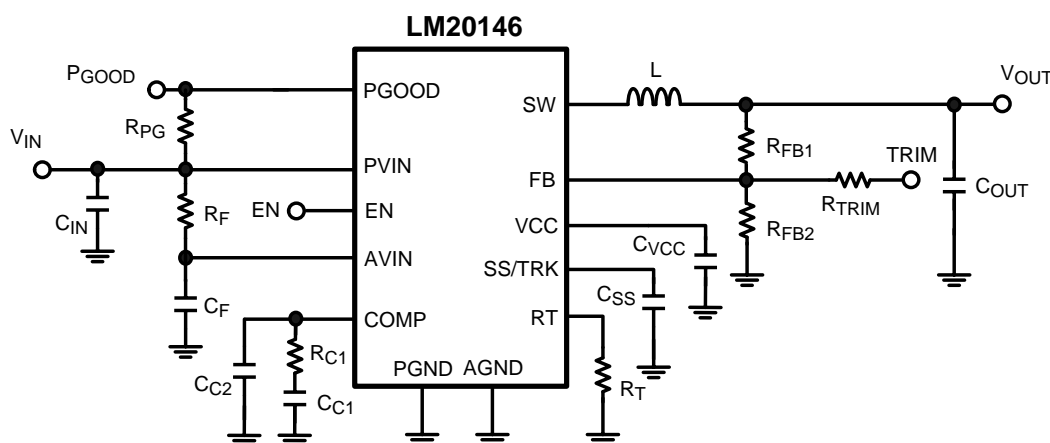 LM20146
PGOOD
PGOOD
L
VOUT
SW
RPG
VIN
RFB1
TRIM
PVIN
FB
COUT
RF
EN
EN
RTRIM
CIN
VCC
RFB2
CVCC
AVIN
SS/TRK
CF
CSS
COMP
RT
RC1
PGND
AGND
RT
CC2
CC1